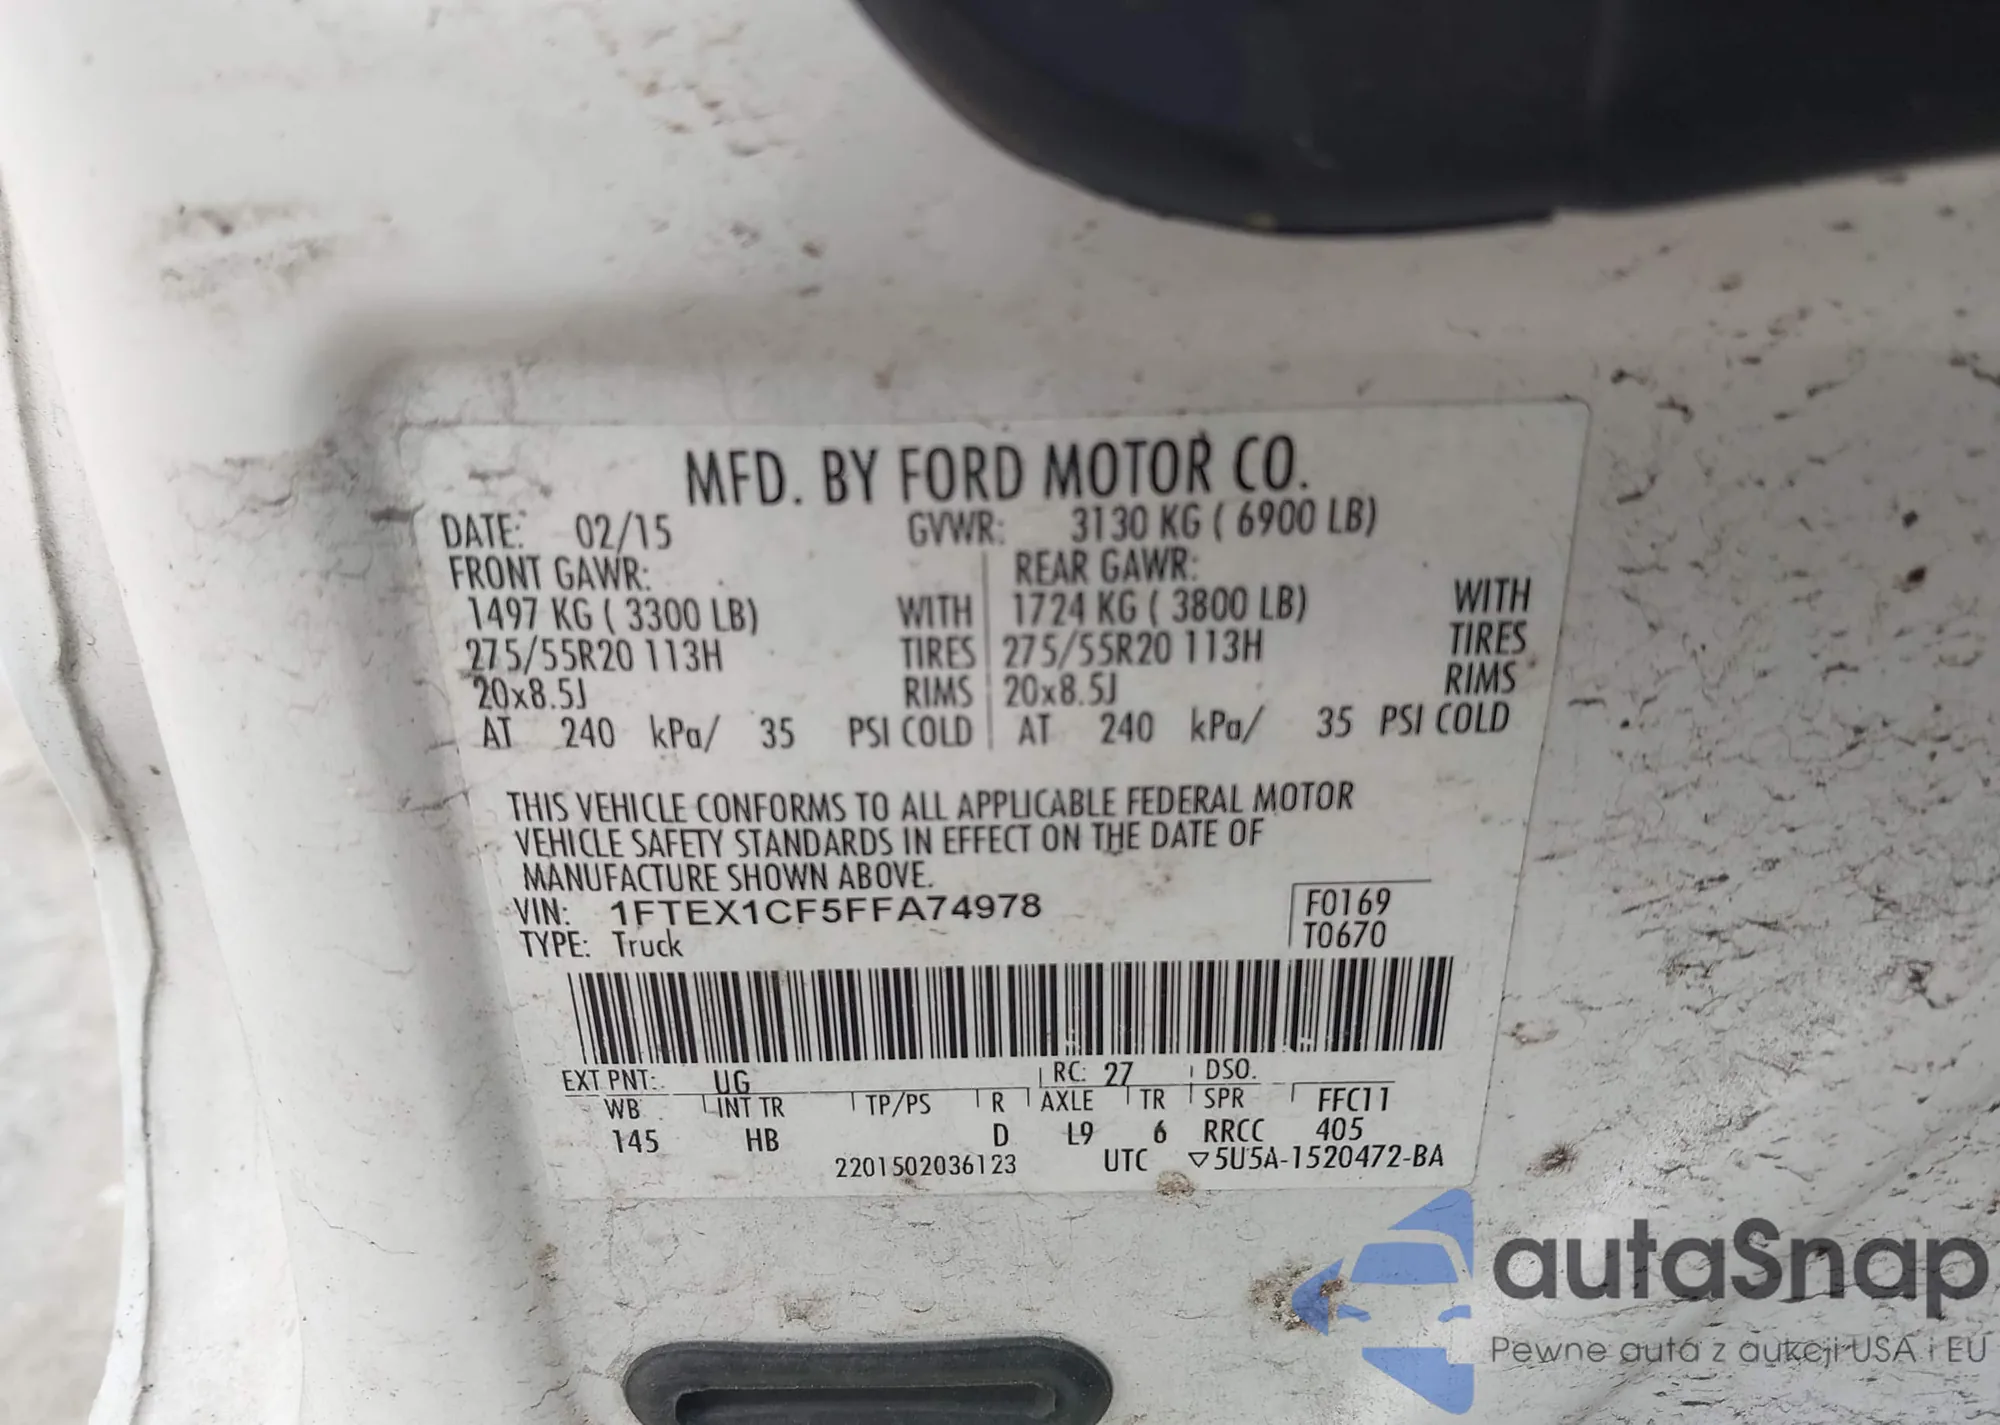 MFD. BY FORD MOTOR CO.
DATE: 02/15 GVWR: 3130 KG ( 6900 LB)
FRONT GAWR: REAR GAWR:
1497 KG ( 3300 LB) WITH 1724 KG ( 3800 LB) WITH
275/55R20 113H TIRES 275/55R20 113H TIRES
20x8.5J RIMS 20x8.5J RIMS
AT 240 kPa/ 35 PSI COLD AT 240 kPa/ 35 PSI COLD
THIS VEHICLE CONFORMS TO ALL APPLICABLE FEDERAL MOTOR
VEHICLE SAFETY STANDARDS IN EFFECT ON THE DATE OF
MANUFACTURE SHOWN ABOVE.
VIN: 1FTEX1CF5FFA74978 F0169
TYPE: Truck T0670
EXT PNT: UG RC: 27 DSO:
WB INT TR TP/PS R AXLE TR SPR FFC11
145 HB D L9 6 RRCC 405
2201502036123 UTC ▽5U5A-1520472-BA
autaSnap
Pewne auta z aukcji USA i EU